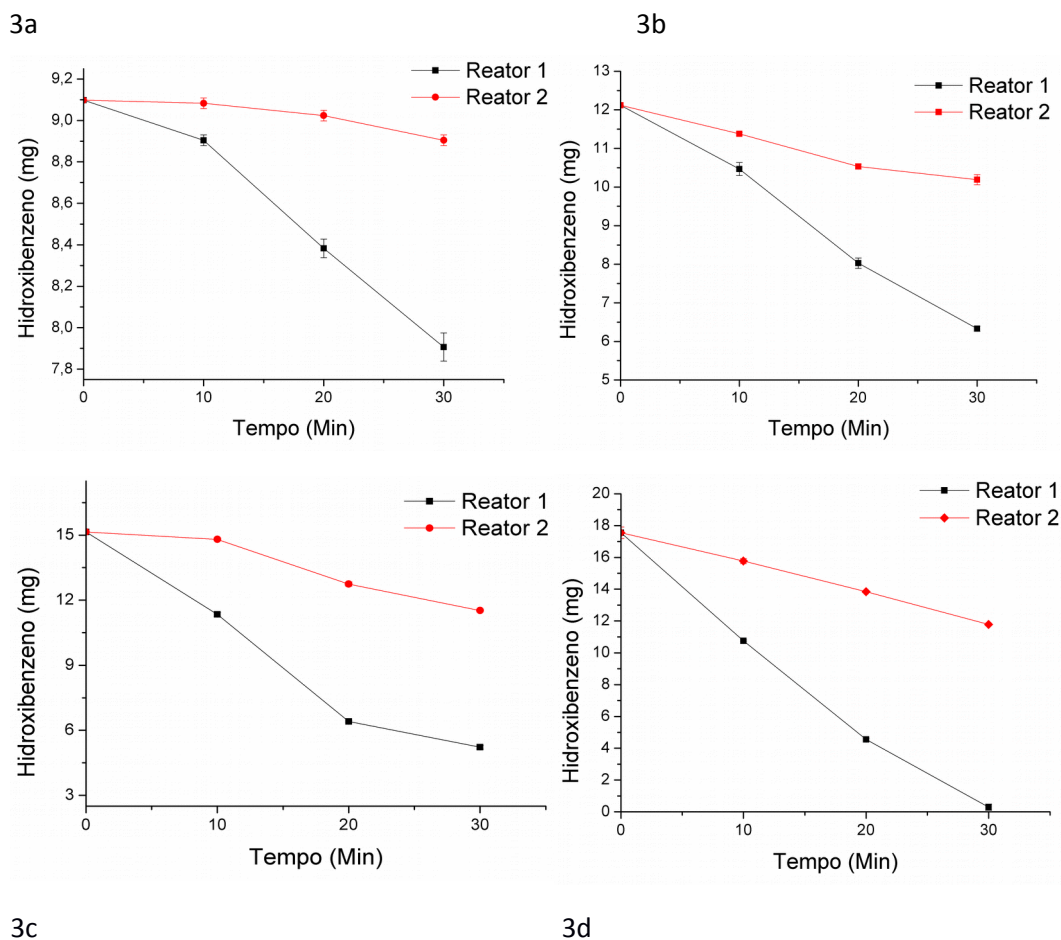 3a
3b
Reator 1
Reator 2
9,2
9,0
8,8
8,6
8,4
8,2
8,0
7,8
Hidroxibenzeno (mg)
0
10
20
30
Tempo (Min)
Reator 1
Reator 2
13
12
11
10
9
8
7
6
5
Hidroxibenzeno (mg)
0
10
20
30
Tempo (Min)
Reator 1
Reator 2
15
12
9
6
3
Hidroxibenzeno (mg)
0
10
20
30
Tempo (Min)
Reator 1
Reator 2
20
18
16
14
12
10
8
6
4
2
0
Hidroxibenzeno (mg)
0
10
20
30
Tempo (Min)
3c
3d